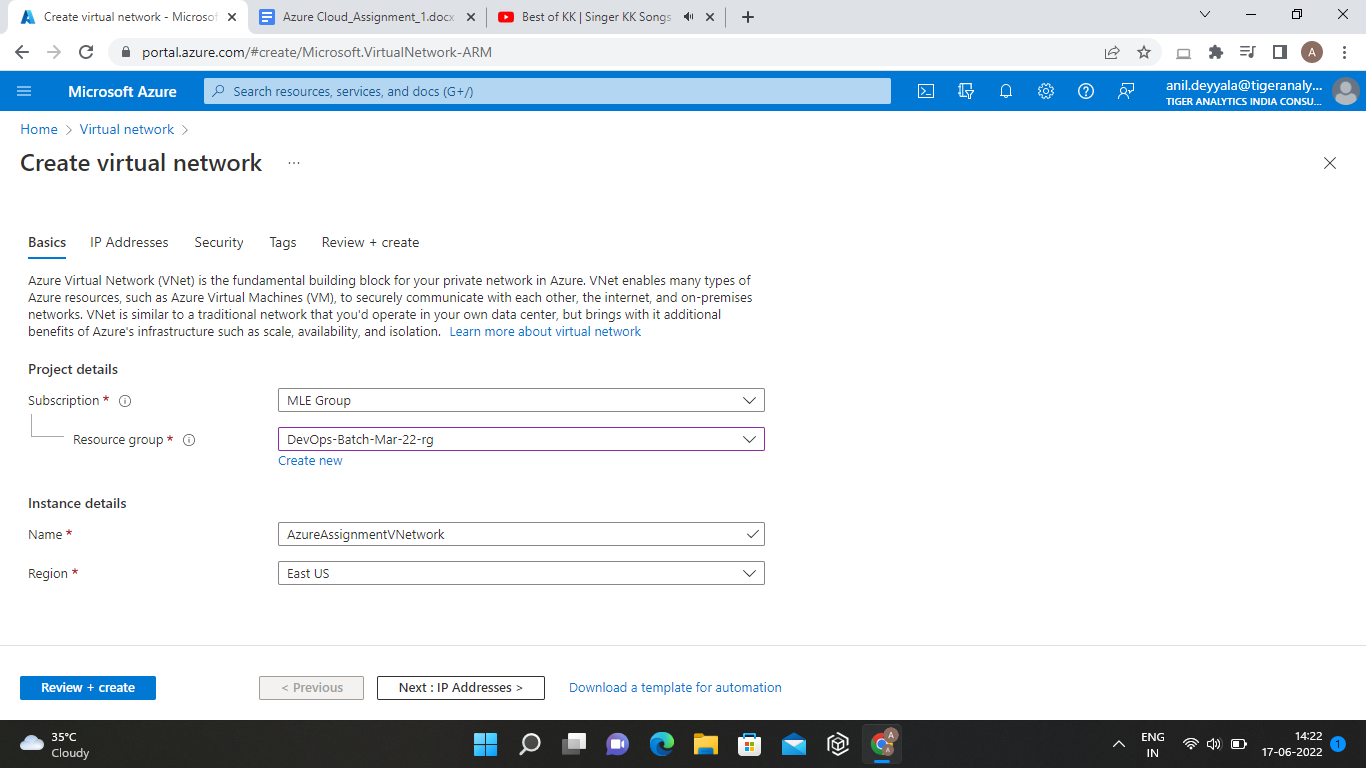 Create virtual network - Microsof
Azure Cloud_Assignment_1.docx
Best of KK | Singer KK Songs
portal.azure.com/#create/Microsoft.VirtualNetwork-ARM
A
Microsoft Azure
Search resources, services, and docs (G+/)
anil.deyyala@tigeranaly...
TIGER ANALYTICS INDIA CONSU...
Home > Virtual network >
Create virtual network ...
Basics IP Addresses Security Tags Review + create
Azure Virtual Network (VNet) is the fundamental building block for your private network in Azure. VNet enables many types of
Azure resources, such as Azure Virtual Machines (VM), to securely communicate with each other, the internet, and on-premises
networks. VNet is similar to a traditional network that you'd operate in your own data center, but brings with it additional
benefits of Azure's infrastructure such as scale, availability, and isolation. Learn more about virtual network
Project details
Subscription * MLE Group
Resource group * DevOps-Batch-Mar-22-rg
Create new
Instance details
Name * AzureAssignmentVNetwork
Region * East US
Review + create < Previous Next : IP Addresses > Download a template for automation
35°C
Cloudy
A
A
ENG
IN
14:22
17-06-2022
1